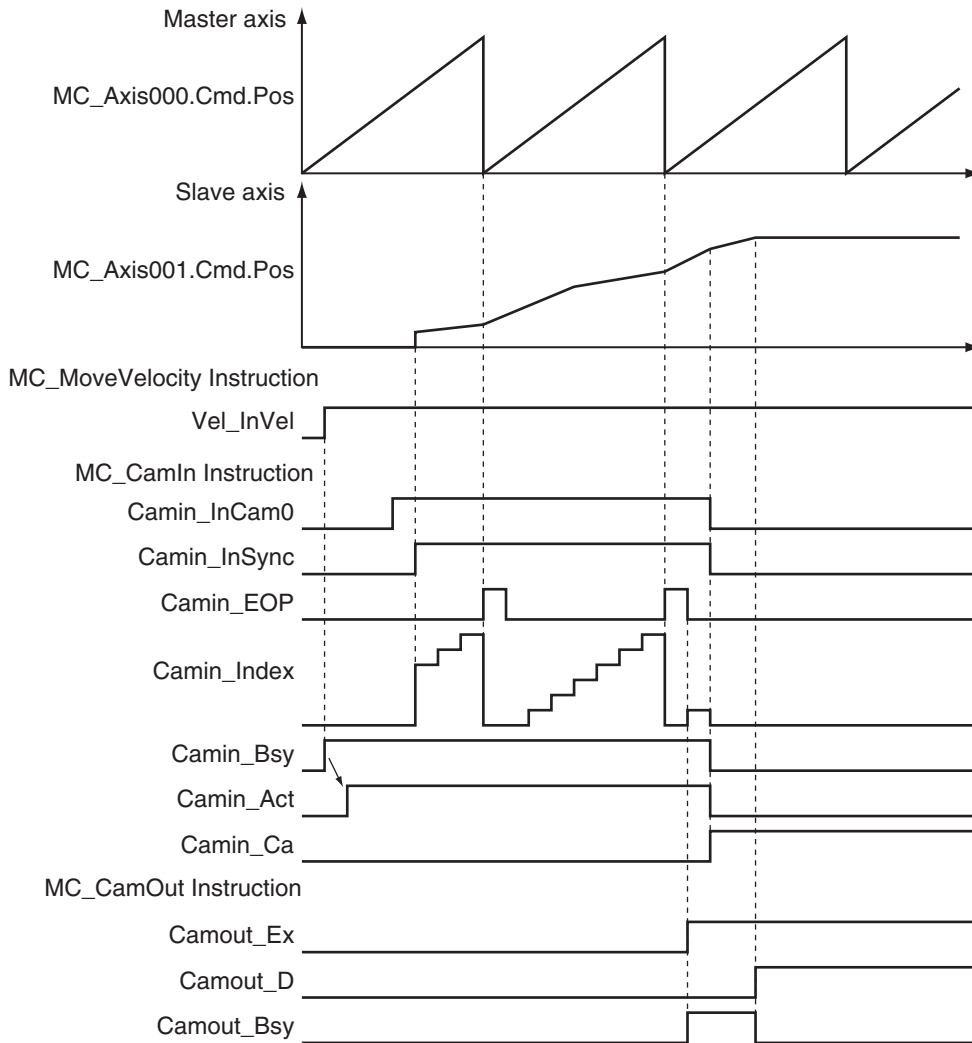 Master axis
MC_Axis000.Cmd.Pos
Slave axis
MC_Axis001.Cmd.Pos
MC_MoveVelocity Instruction
Vel_InVel
MC_CamIn Instruction
Camin_InCam0
Camin_InSync
Camin_EOP
Camin_Index
Camin_Bsy
Camin_Act
Camin_Ca
MC_CamOut Instruction
Camout_Ex
Camout_D
Camout_Bsy